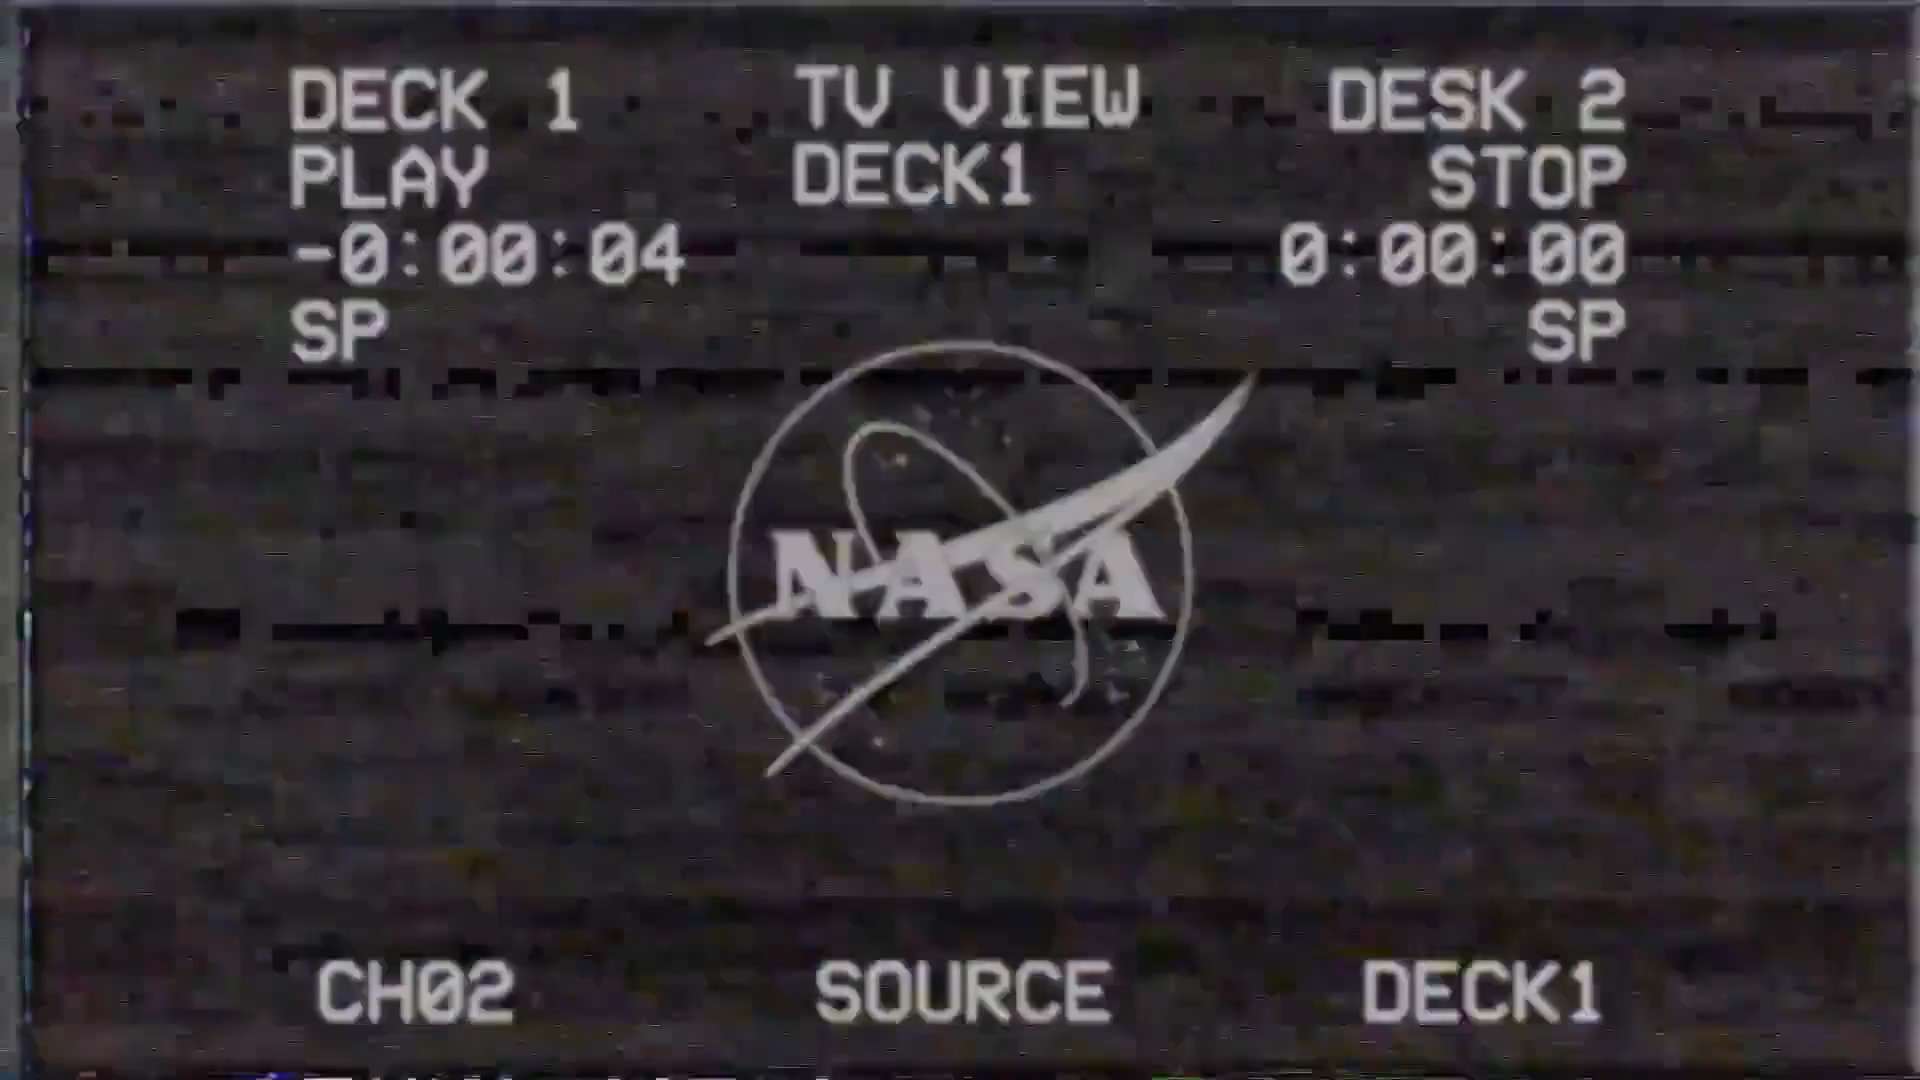 DECK 1
PLAY
-0:00:04
SP
TV VIEW
DECK1
DESK 2
STOP
0:00:00
SP
NASA
CH02
SOURCE
DECK1